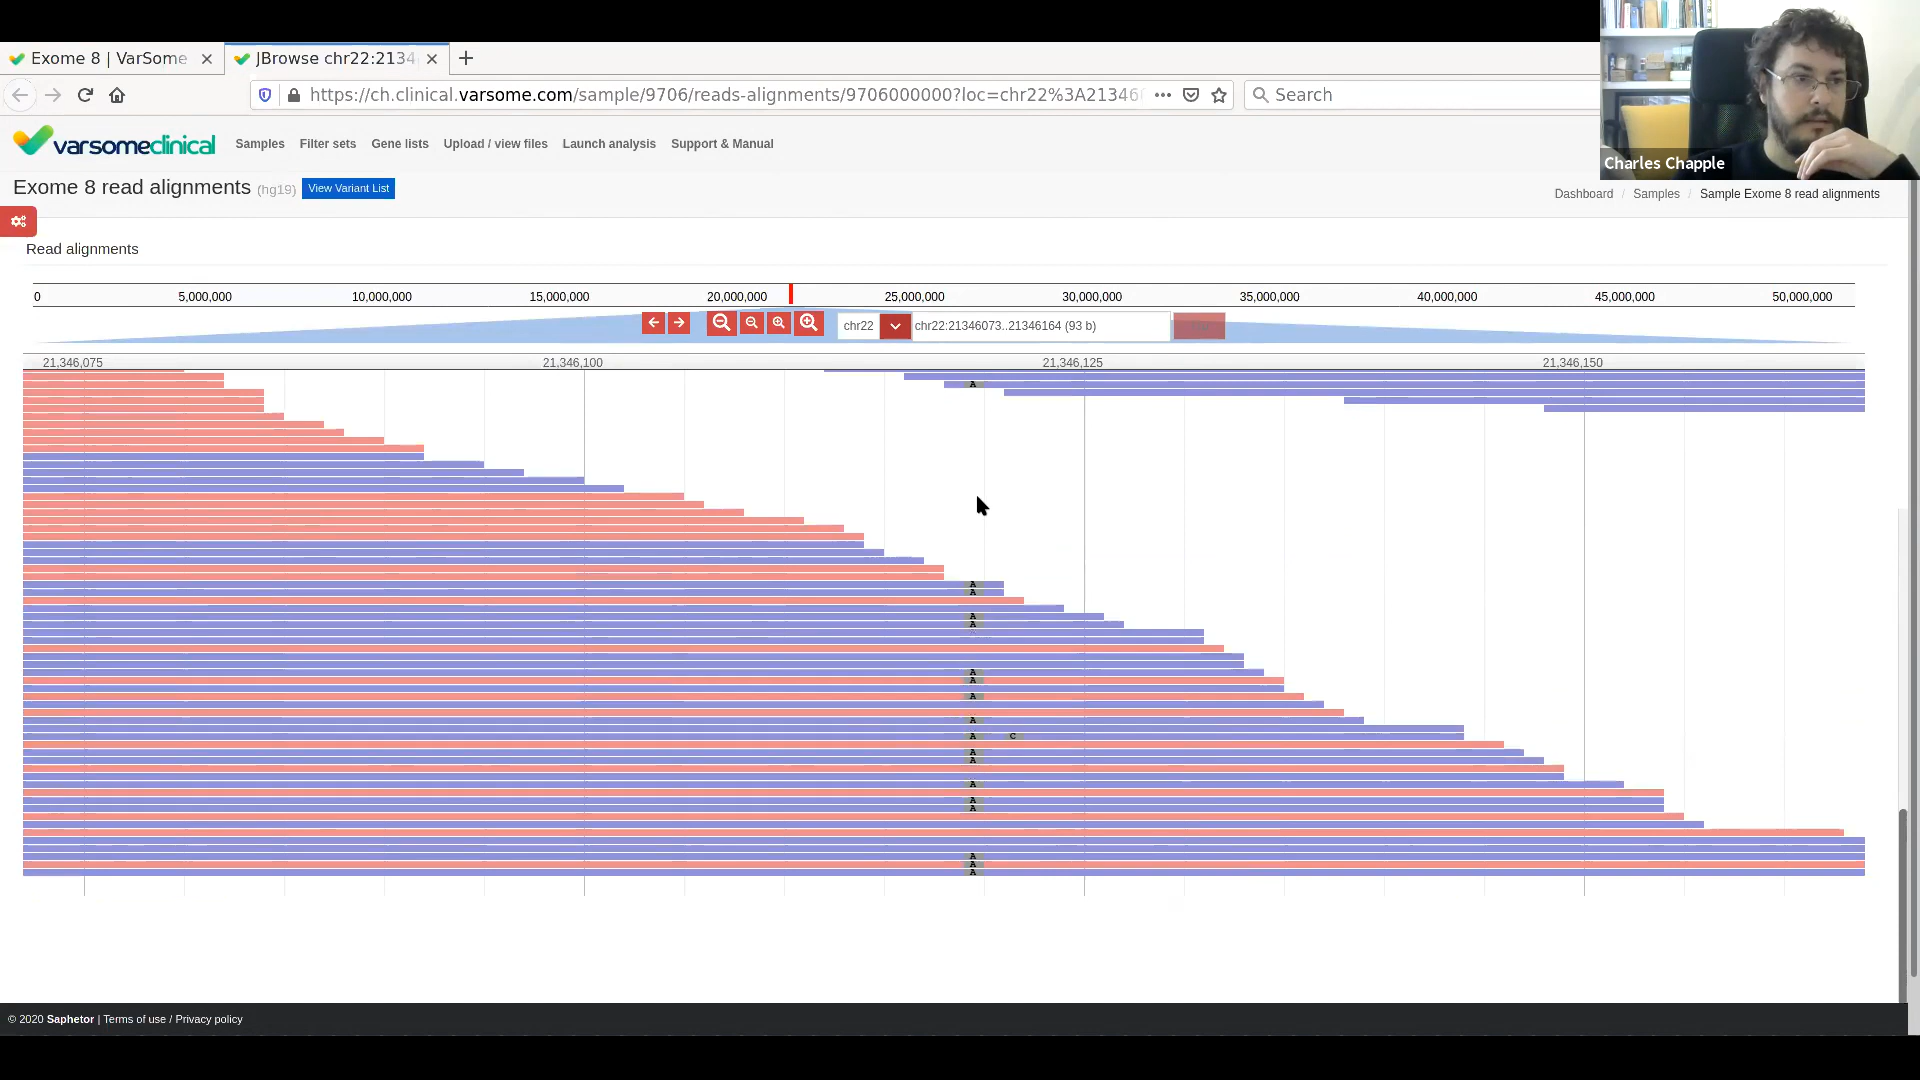 Exome 8 | VarSome
JBrowse chr22:2134
https://ch.clinical.varsome.com/sample/9706/reads-alignments/9706000000?loc=chr22%3A21346
Search
Charles Chapple
varsomeclinical
Samples
Filter sets
Gene lists
Upload / view files
Launch analysis
Support & Manual
Exome 8 read alignments (hg19)
View Variant List
Dashboard / Samples / Sample Exome 8 read alignments
Read alignments
0
5,000,000
10,000,000
15,000,000
20,000,000
25,000,000
30,000,000
35,000,000
40,000,000
45,000,000
50,000,000
chr22
chr22:21346073..21346164 (93 b)
21,346,075
21,346,100
21,346,125
21,346,150
A
A
A
A
A
A
A
A
A
A C
A
A
A
A
A
A
A
A
© 2020 Saphetor | Terms of use / Privacy policy